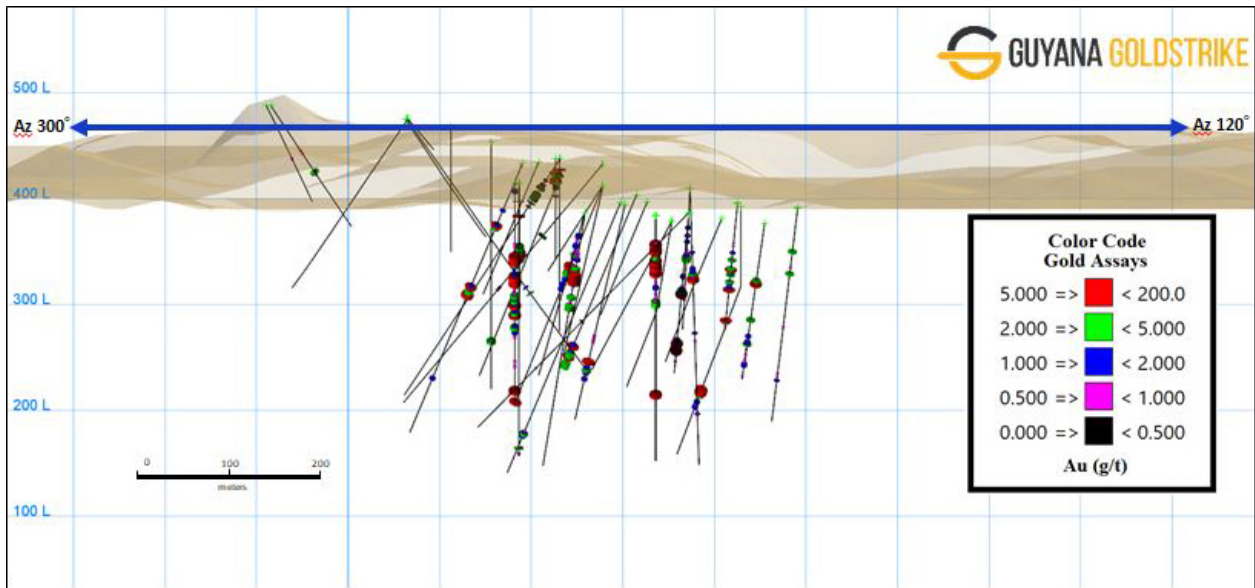 GUYANA GOLDSTRIKE
500 L
Az 300°
Az 120°
400 L
300 L
200 L
100 L
0 100 200
meters
Color Code
Gold Assays
5.000 => < 200.0
2.000 => < 5.000
1.000 => < 2.000
0.500 => < 1.000
0.000 => < 0.500
Au (g/t)